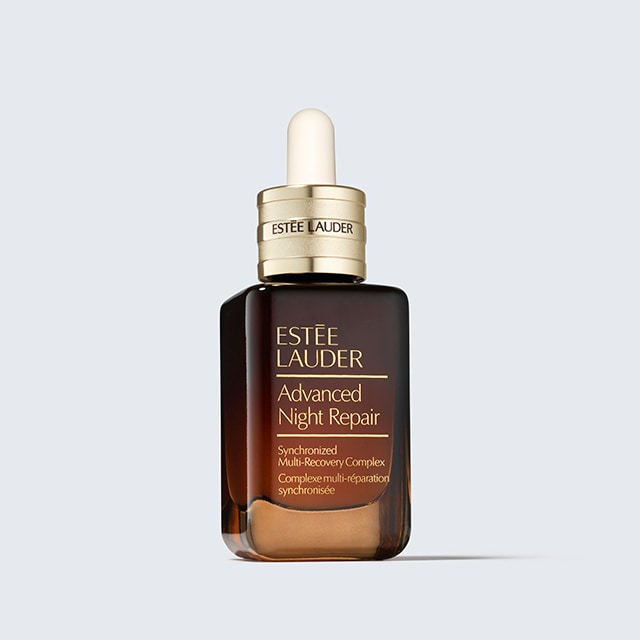 ESTĒE LAUDER
ESTĒE
LAUDER
Advanced
Night Repair
Synchronized
Multi-Recovery Complex
Complexe multi-réparation
synchronisée